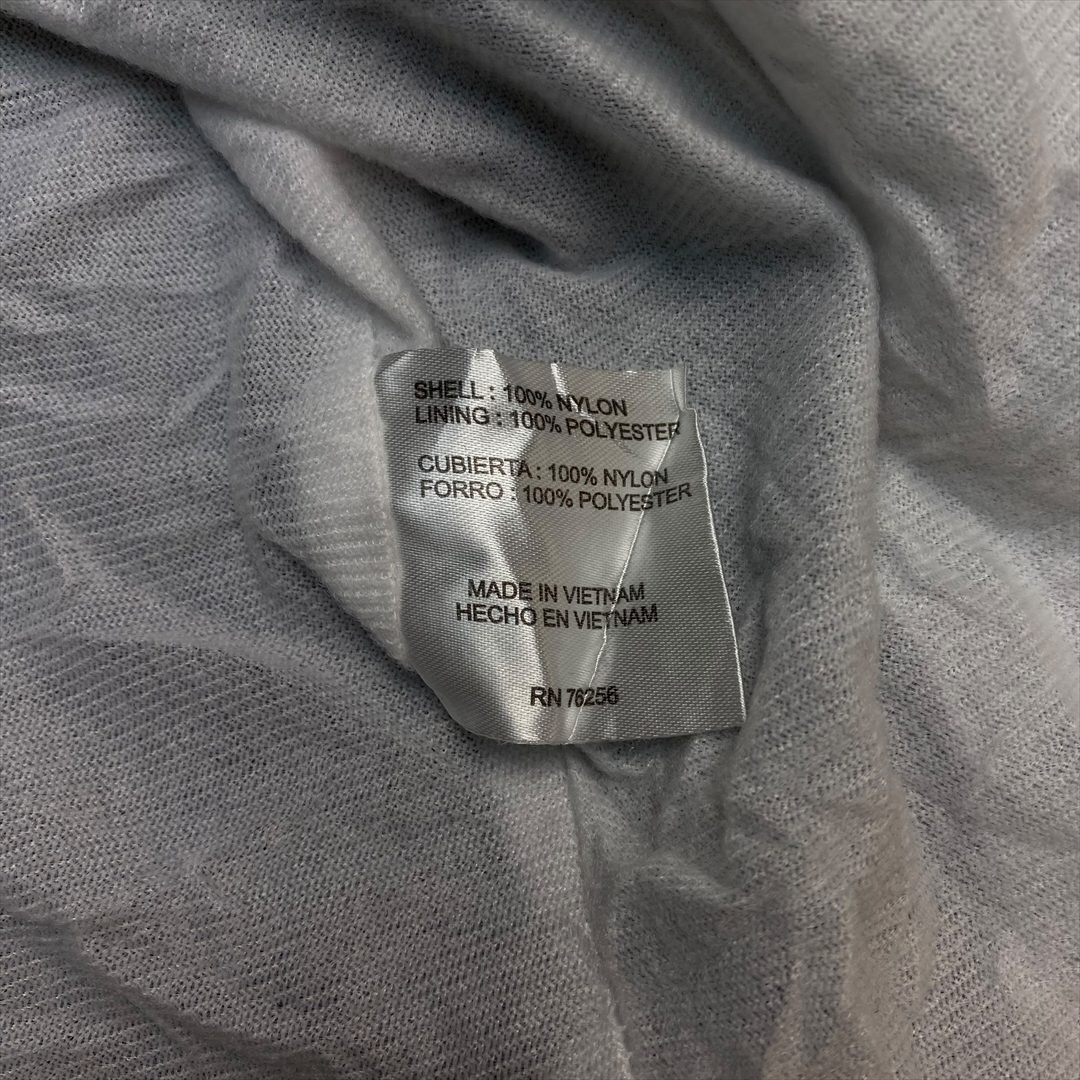 SHELL : 100% NYLON
LINING : 100% POLYESTER
CUBIERTA : 100% NYLON
FORRO : 100% POLYESTER
MADE IN VIETNAM
HECHO EN VIETNAM
RN 76256